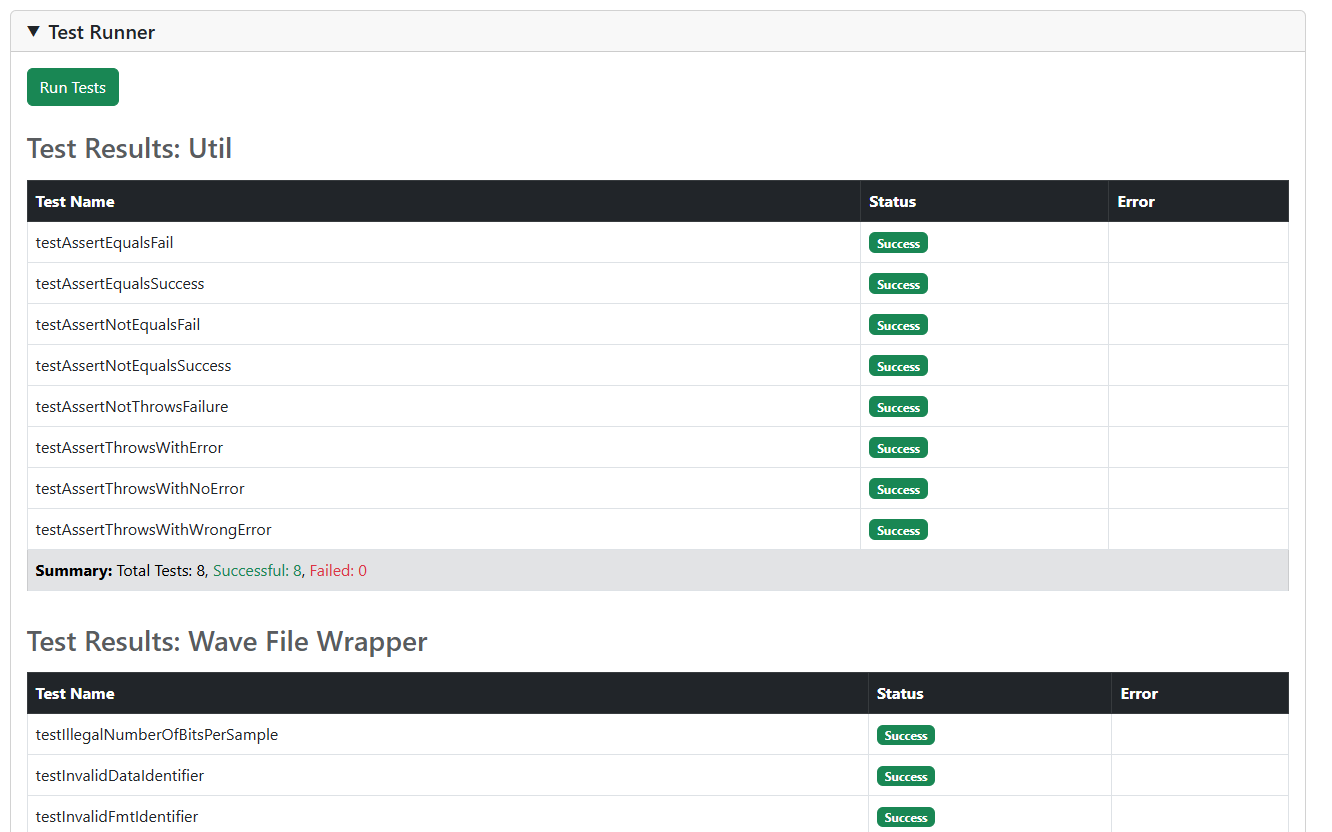 ▼ Test Runner
Run Tests
Test Results: Util
Test Name Status Error
testAssertEqualsFail Success
testAssertEqualsSuccess Success
testAssertNotEqualsFail Success
testAssertNotEqualsSuccess Success
testAssertNotThrowsFailure Success
testAssertThrowsWithError Success
testAssertThrowsWithNoError Success
testAssertThrowsWithWrongError Success
Summary: Total Tests: 8, Successful: 8, Failed: 0
Test Results: Wave File Wrapper
Test Name Status Error
testIllegalNumberOfBitsPerSample Success
testInvalidDataIdentifier Success
testInvalidFmtIdentifier Success